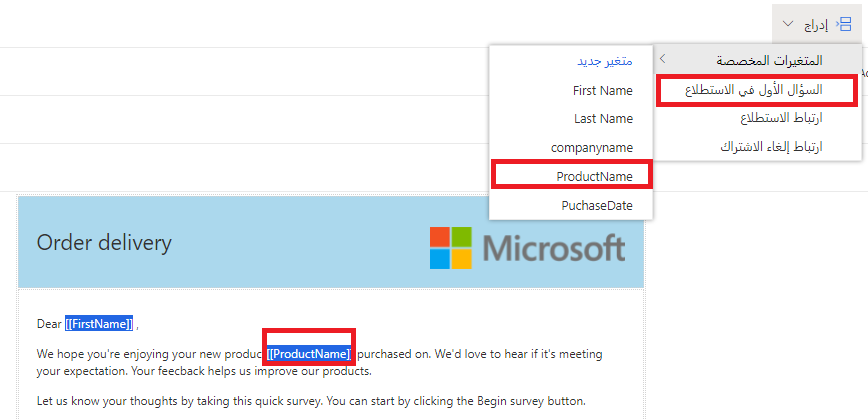 إدراج
المتغيرات المخصصة
السؤال الأول في الاستطلاع
ارتباط الاستطلاع
ارتباط إلغاء الاشتراك
متغير جديد
First Name
Last Name
companyname
ProductName
PuchaseDate
Order delivery
Microsoft
Dear [[FirstName]] ,
We hope you're enjoying your new product [[ProductName]] purchased on. We'd love to hear if it's meeting
your expectation. Your feecback helps us improve our products.
Let us know your thoughts by taking this quick survey. You can start by clicking the Begin survey button.